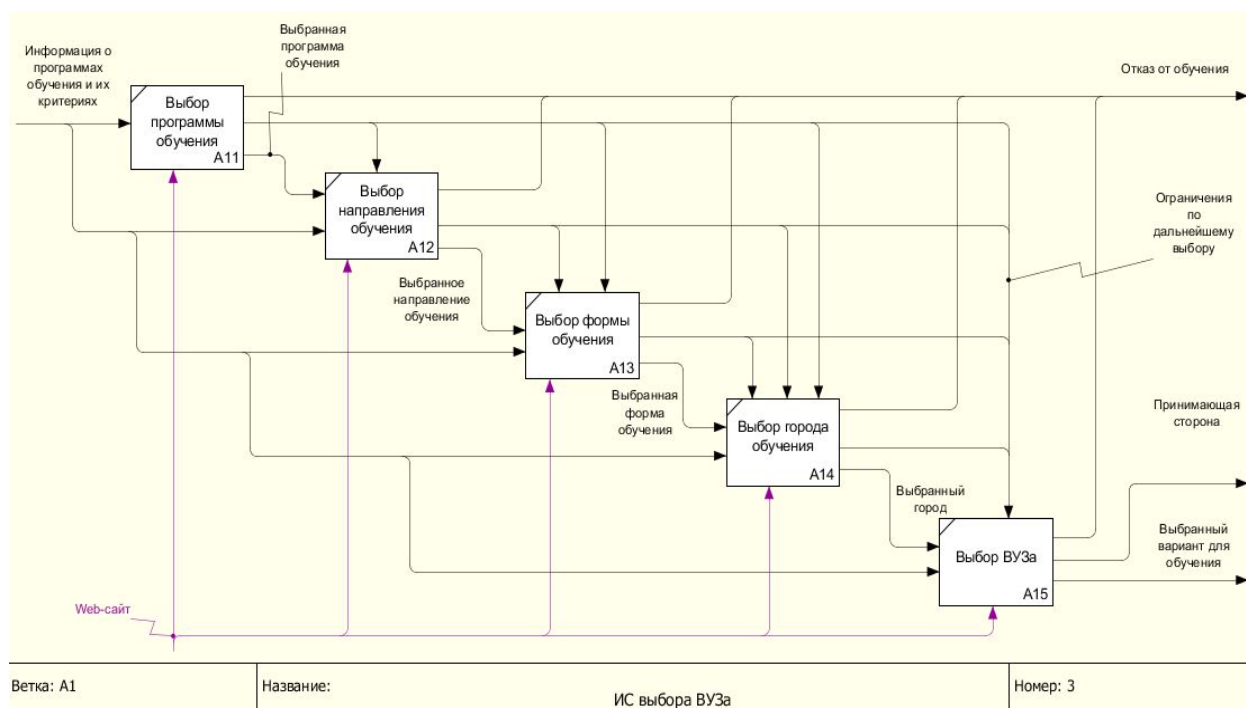 Информация о
программах
обучения и их
критериях
Выбранная
программа
обучения
Отказ от обучения
Выбор
программы
обучения
A11
Выбор
направления
обучения
A12
Ограничения
по
дальнейшему
выбору
Выбранное
направление
обучения
Выбор формы
обучения
A13
Выбранная
форма
обучения
Принимающая
сторона
Выбор города
обучения
A14
Выбранный
город
Выбранный
вариант для
обучения
Выбор ВУЗа
A15
Web-сайт
Ветка: A1
Название:
ИС выбора ВУЗа
Номер: 3